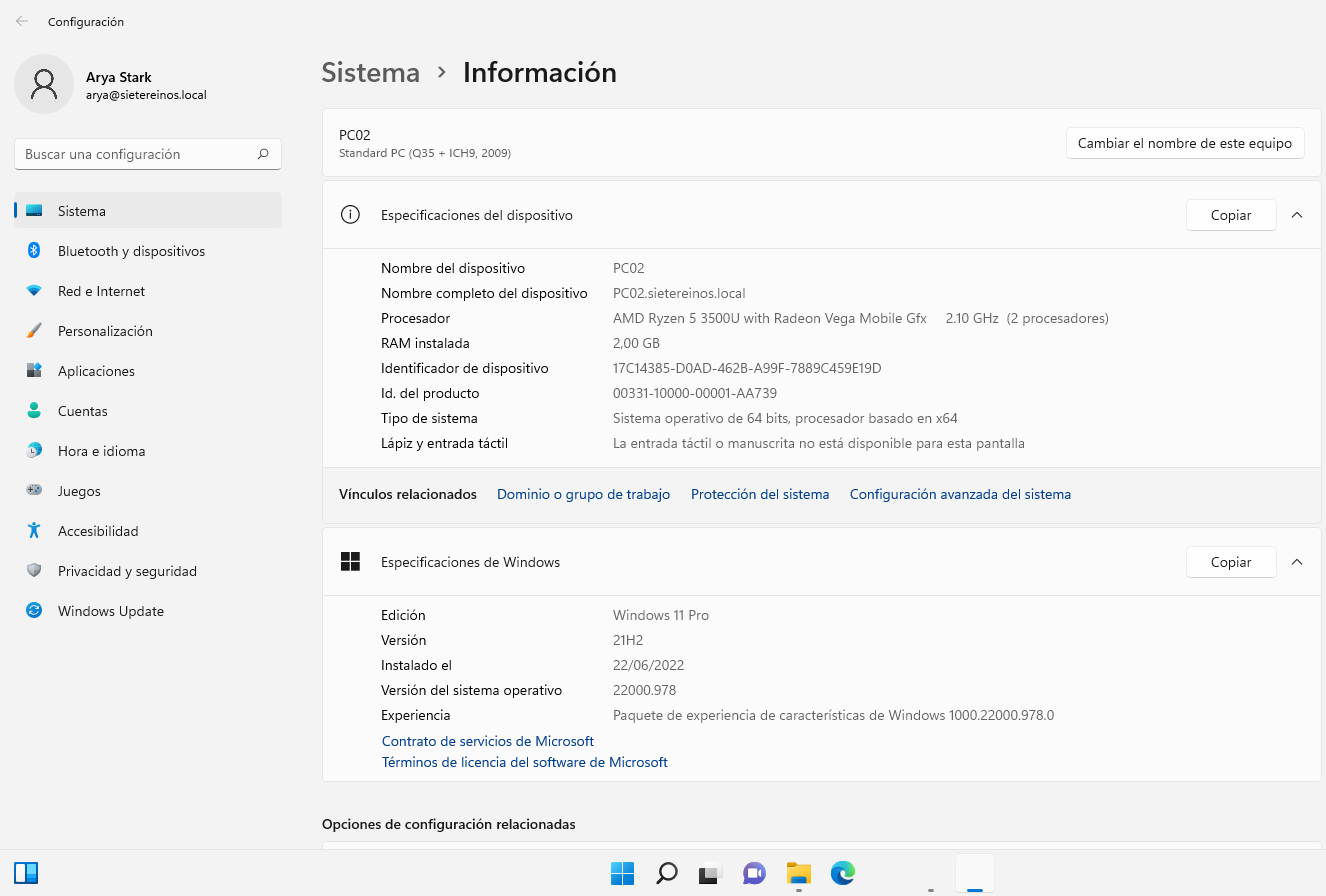 Configuración
Arya Stark
arya@sietereinos.local
Buscar una configuración
Sistema
Bluetooth y dispositivos
Red e Internet
Personalización
Aplicaciones
Cuentas
Hora e idioma
Juegos
Accesibilidad
Privacidad y seguridad
Windows Update
Sistema › Información
PC02
Standard PC (Q35 + ICH9, 2009)
Cambiar el nombre de este equipo
Especificaciones del dispositivo
Copiar
Nombre del dispositivo PC02
Nombre completo del dispositivo PC02.sietereinos.local
Procesador AMD Ryzen 5 3500U with Radeon Vega Mobile Gfx 2.10 GHz (2 procesadores)
RAM instalada 2,00 GB
Identificador de dispositivo 17C14385-D0AD-462B-A99F-7889C459E19D
Id. del producto 00331-10000-00001-AA739
Tipo de sistema Sistema operativo de 64 bits, procesador basado en x64
Lápiz y entrada táctil La entrada táctil o manuscrita no está disponible para esta pantalla
Vínculos relacionados Dominio o grupo de trabajo Protección del sistema Configuración avanzada del sistema
Especificaciones de Windows
Copiar
Edición Windows 11 Pro
Versión 21H2
Instalado el 22/06/2022
Versión del sistema operativo 22000.978
Experiencia Paquete de experiencia de características de Windows 1000.22000.978.0
Contrato de servicios de Microsoft
Términos de licencia del software de Microsoft
Opciones de configuración relacionadas